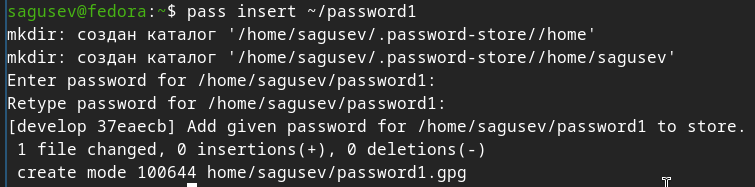 sagusev@fedora:~$ pass insert ~/password1
mkdir: создан каталог '/home/sagusev/.password-store//home'
mkdir: создан каталог '/home/sagusev/.password-store//home/sagusev'
Enter password for /home/sagusev/password1:
Retype password for /home/sagusev/password1:
[develop 37eaecb] Add given password for /home/sagusev/password1 to store.
 1 file changed, 0 insertions(+), 0 deletions(-)
 create mode 100644 home/sagusev/password1.gpg